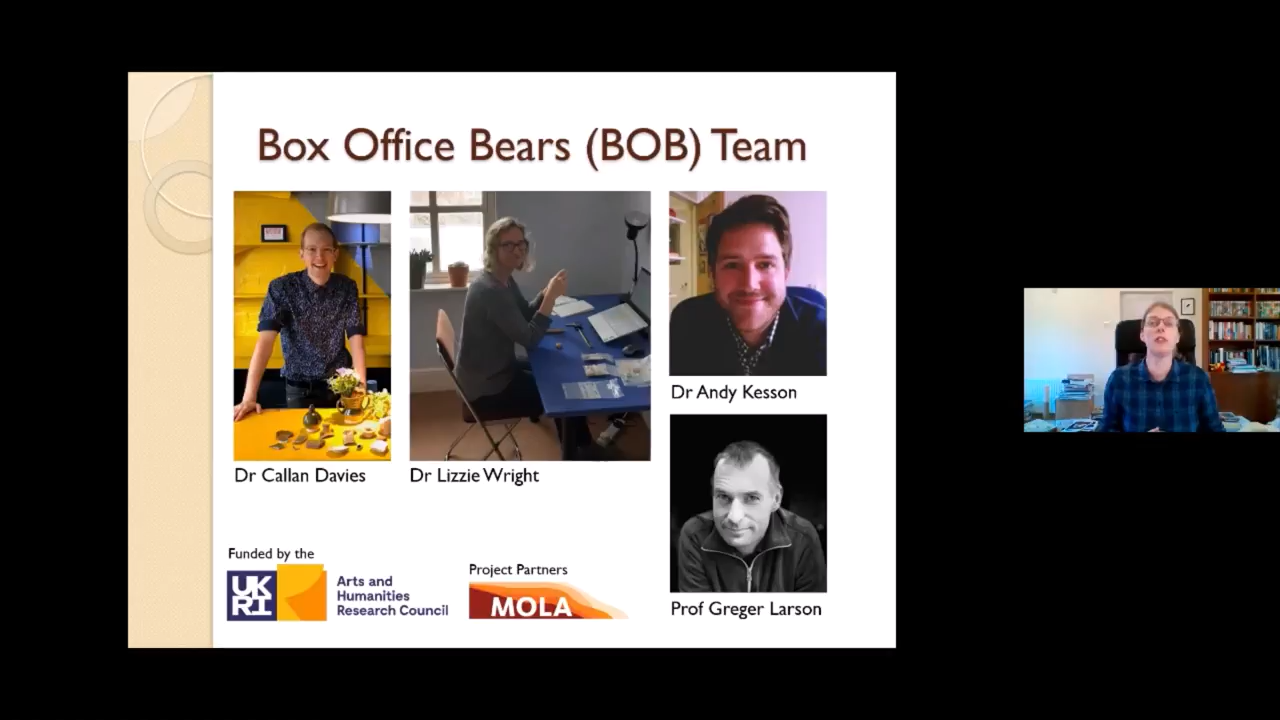 Box Office Bears (BOB) Team
Dr Callan Davies
Dr Lizzie Wright
Dr Andy Kesson
Prof Greger Larson
Funded by the
UK
RI
Arts and
Humanities
Research Council
Project Partners
MOLA